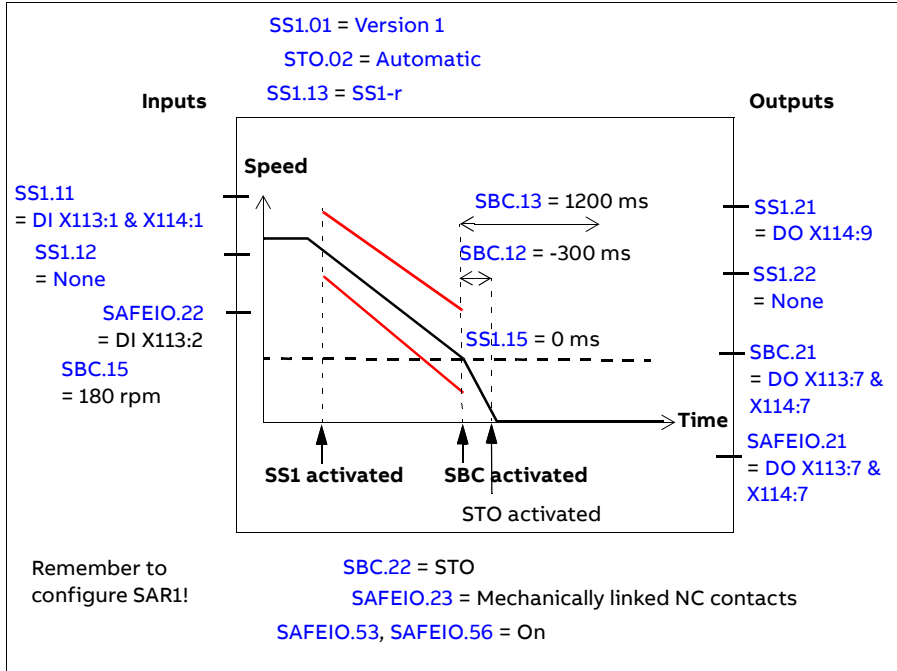 SS1.01 = Version 1
STO.02 = Automatic
SS1.13 = SS1-r
Inputs
Outputs
Speed
SS1.11
= DI X113:1 & X114:1
SS1.12
= None
SAFEIO.22
= DI X113:2
SBC.15
= 180 rpm
SBC.13 = 1200 ms
SBC.12 = -300 ms
SS1.15 = 0 ms
Time
SS1 activated
SBC activated
STO activated
SS1.21
= DO X114:9
SS1.22
= None
SBC.21
= DO X113:7 &
X114:7
SAFEIO.21
= DO X113:7 &
X114:7
Remember to
configure SAR1!
SBC.22 = STO
SAFEIO.23 = Mechanically linked NC contacts
SAFEIO.53, SAFEIO.56 = On